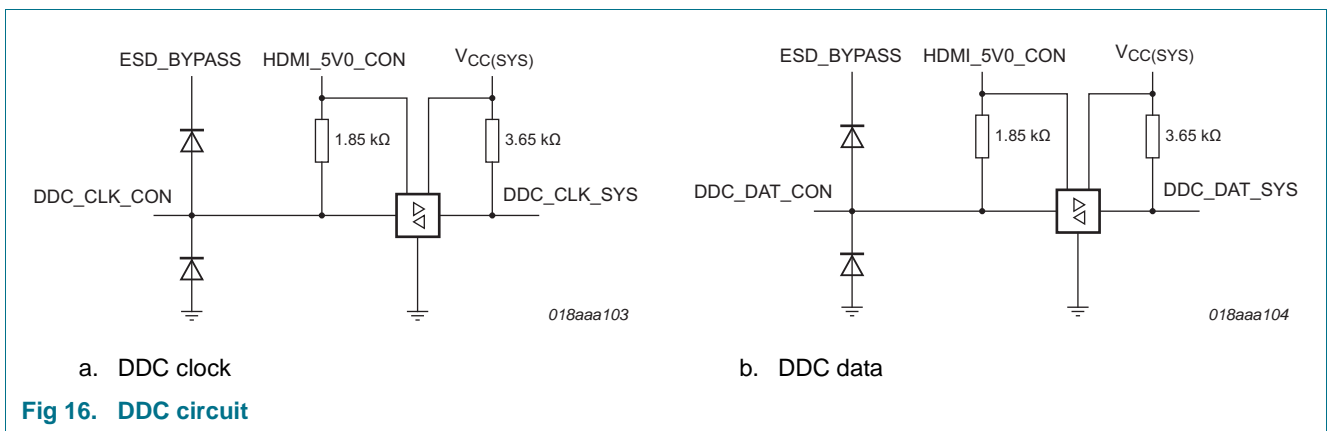 ESD_BYPASS HDMI_5V0_CON VCC(SYS)
1.85 kΩ 3.65 kΩ
DDC_CLK_CON DDC_CLK_SYS
018aaa103
a. DDC clock
ESD_BYPASS HDMI_5V0_CON VCC(SYS)
1.85 kΩ 3.65 kΩ
DDC_DAT_CON DDC_DAT_SYS
018aaa104
b. DDC data
Fig 16. DDC circuit